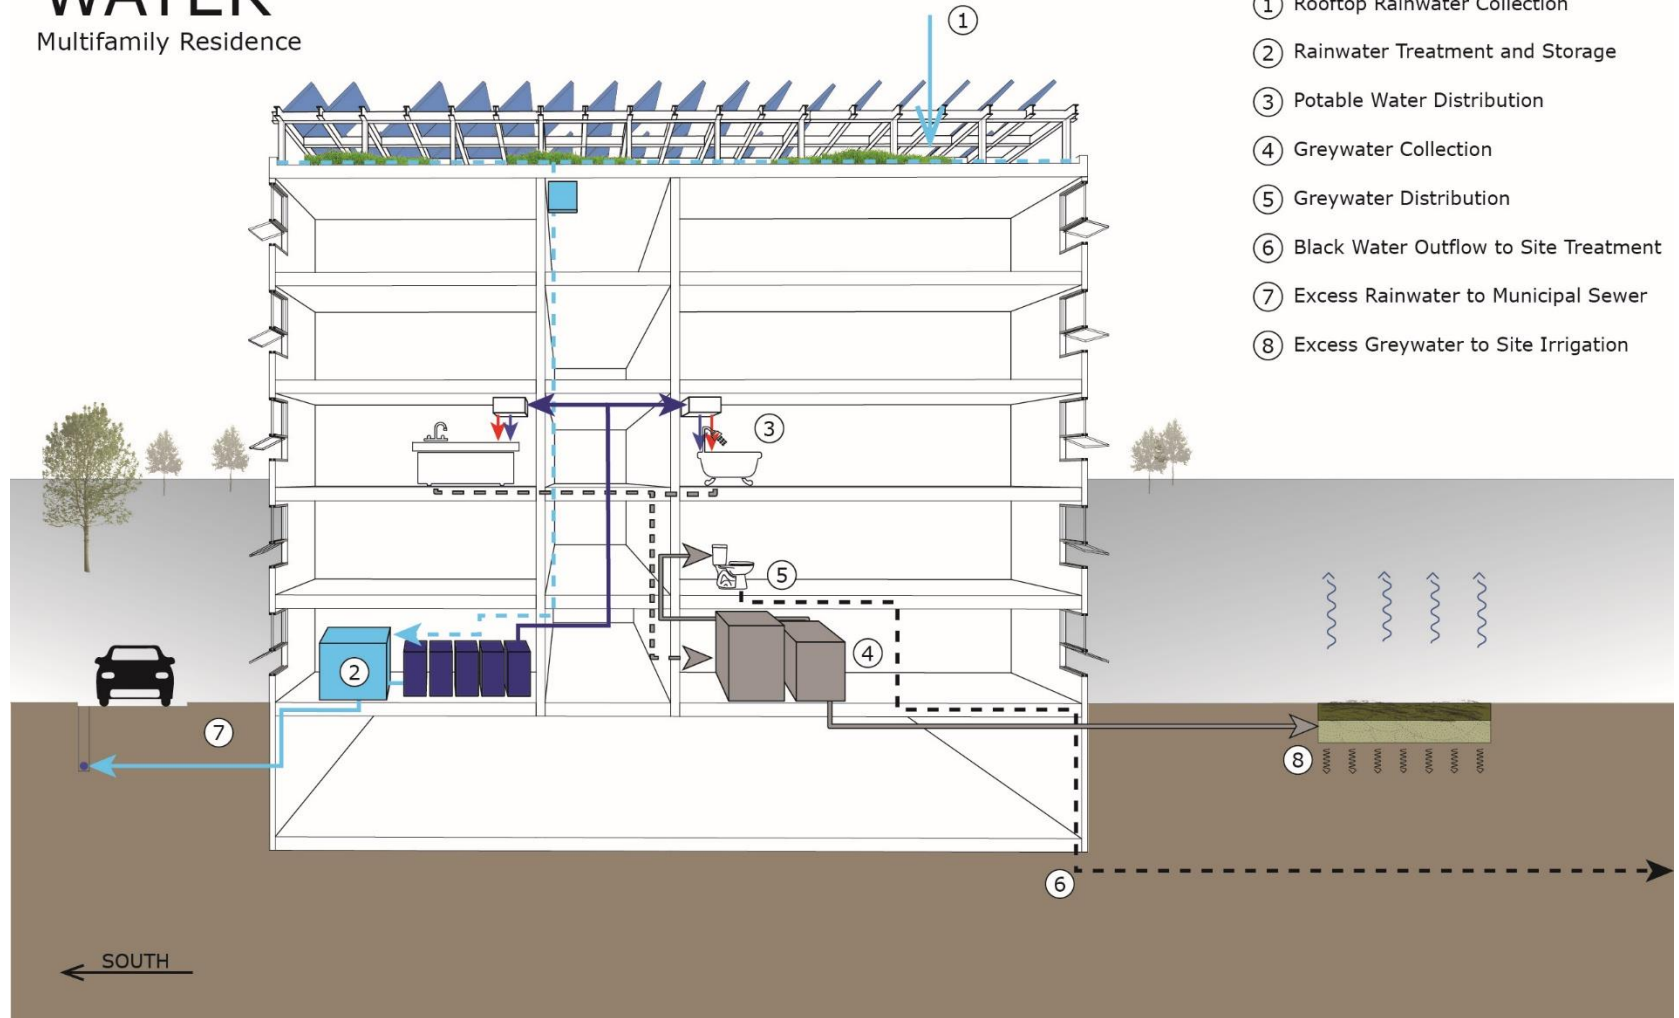 WATER
Multifamily Residence
1 Rooftop Rainwater Collection
2 Rainwater Treatment and Storage
3 Potable Water Distribution
4 Greywater Collection
5 Greywater Distribution
6 Black Water Outflow to Site Treatment
7 Excess Rainwater to Municipal Sewer
8 Excess Greywater to Site Irrigation
1
3
5
4
2
7
8
6
SOUTH